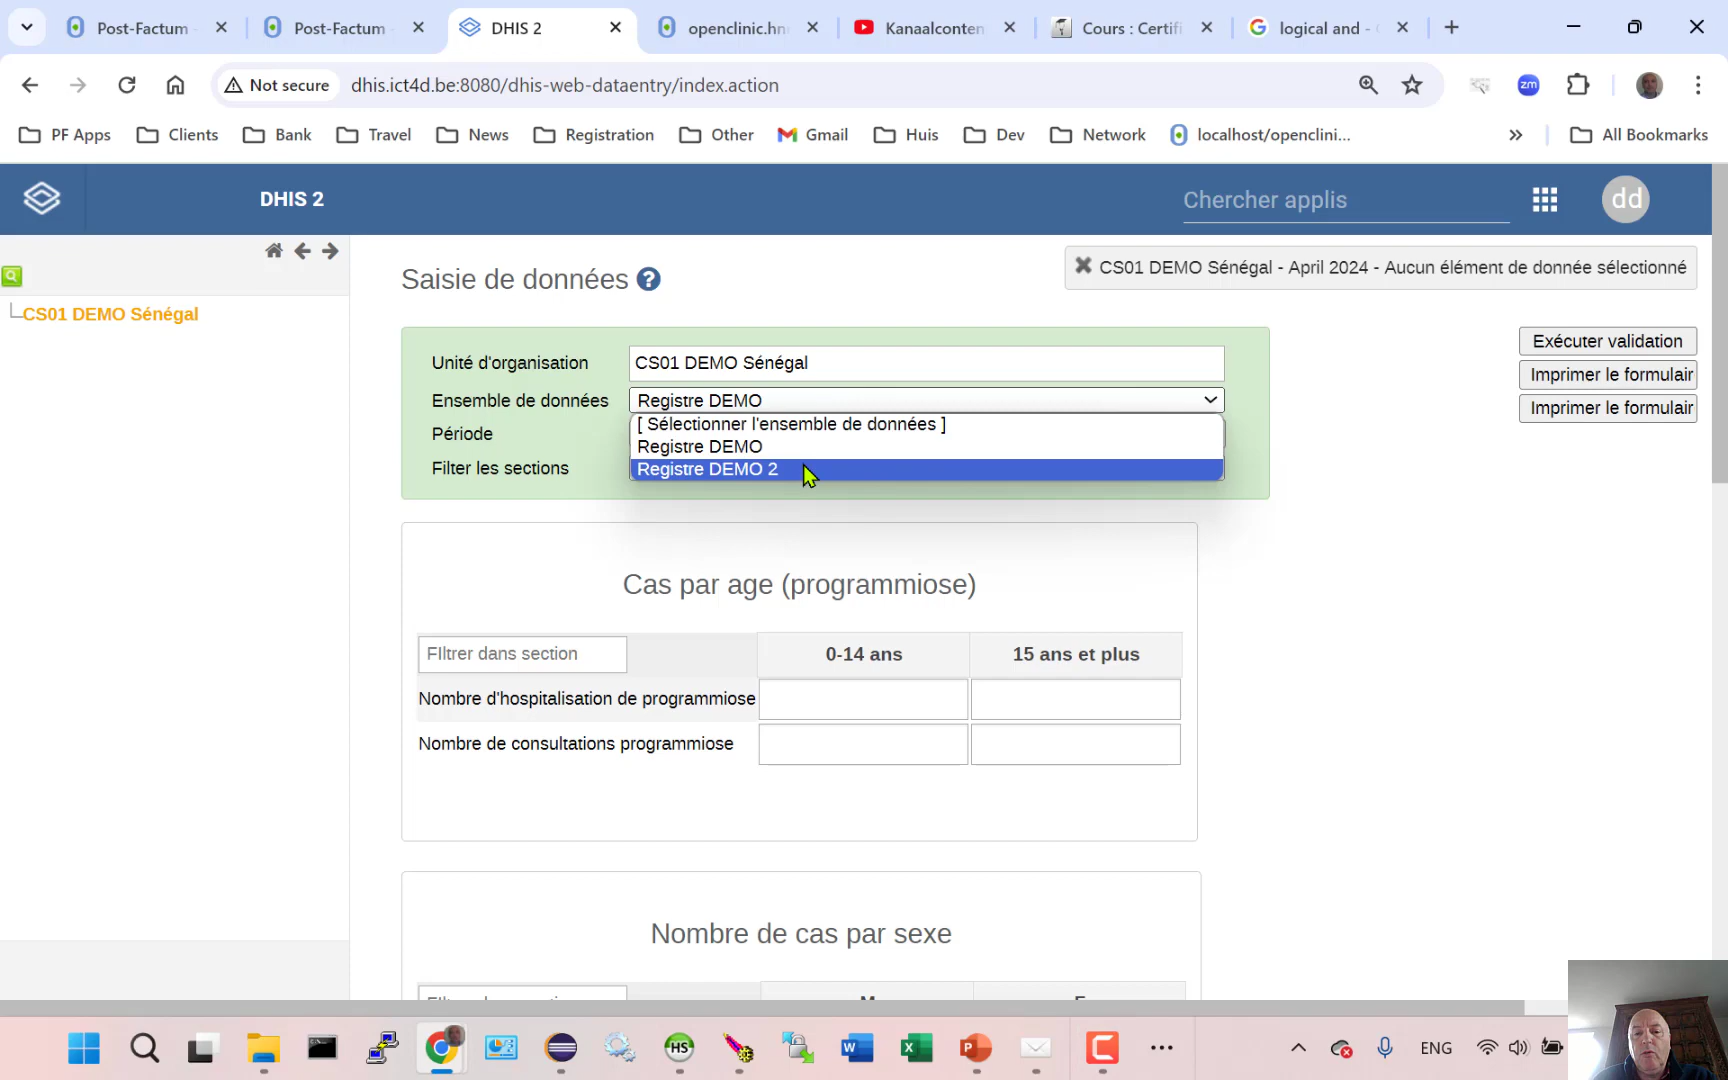 Post-Factum
Post-Factum
DHIS 2
openclinic.hn
Kanaalconten
Cours : Certifi
logical and -
Not secure
dhis.ict4d.be:8080/dhis-web-dataentry/index.action
zm
PF Apps
Clients
Bank
Travel
News
Registration
Other
Gmail
Huis
Dev
Network
localhost/openclini...
»
All Bookmarks
DHIS 2
Chercher applis
dd
CS01 DEMO Sénégal
Saisie de données
CS01 DEMO Sénégal - April 2024 - Aucun élément de donnée sélectionné
Unité d'organisation
CS01 DEMO Sénégal
Ensemble de données
Registre DEMO
[ Sélectionner l'ensemble de données ]
Période
Registre DEMO
Filter les sections
Registre DEMO 2
Exécuter validation
Imprimer le formulair
Imprimer le formulair
Cas par age (programmiose)
FIltrer dans section
0-14 ans
15 ans et plus
Nombre d'hospitalisation de programmiose
Nombre de consultations programmiose
Nombre de cas par sexe
HS
ENG